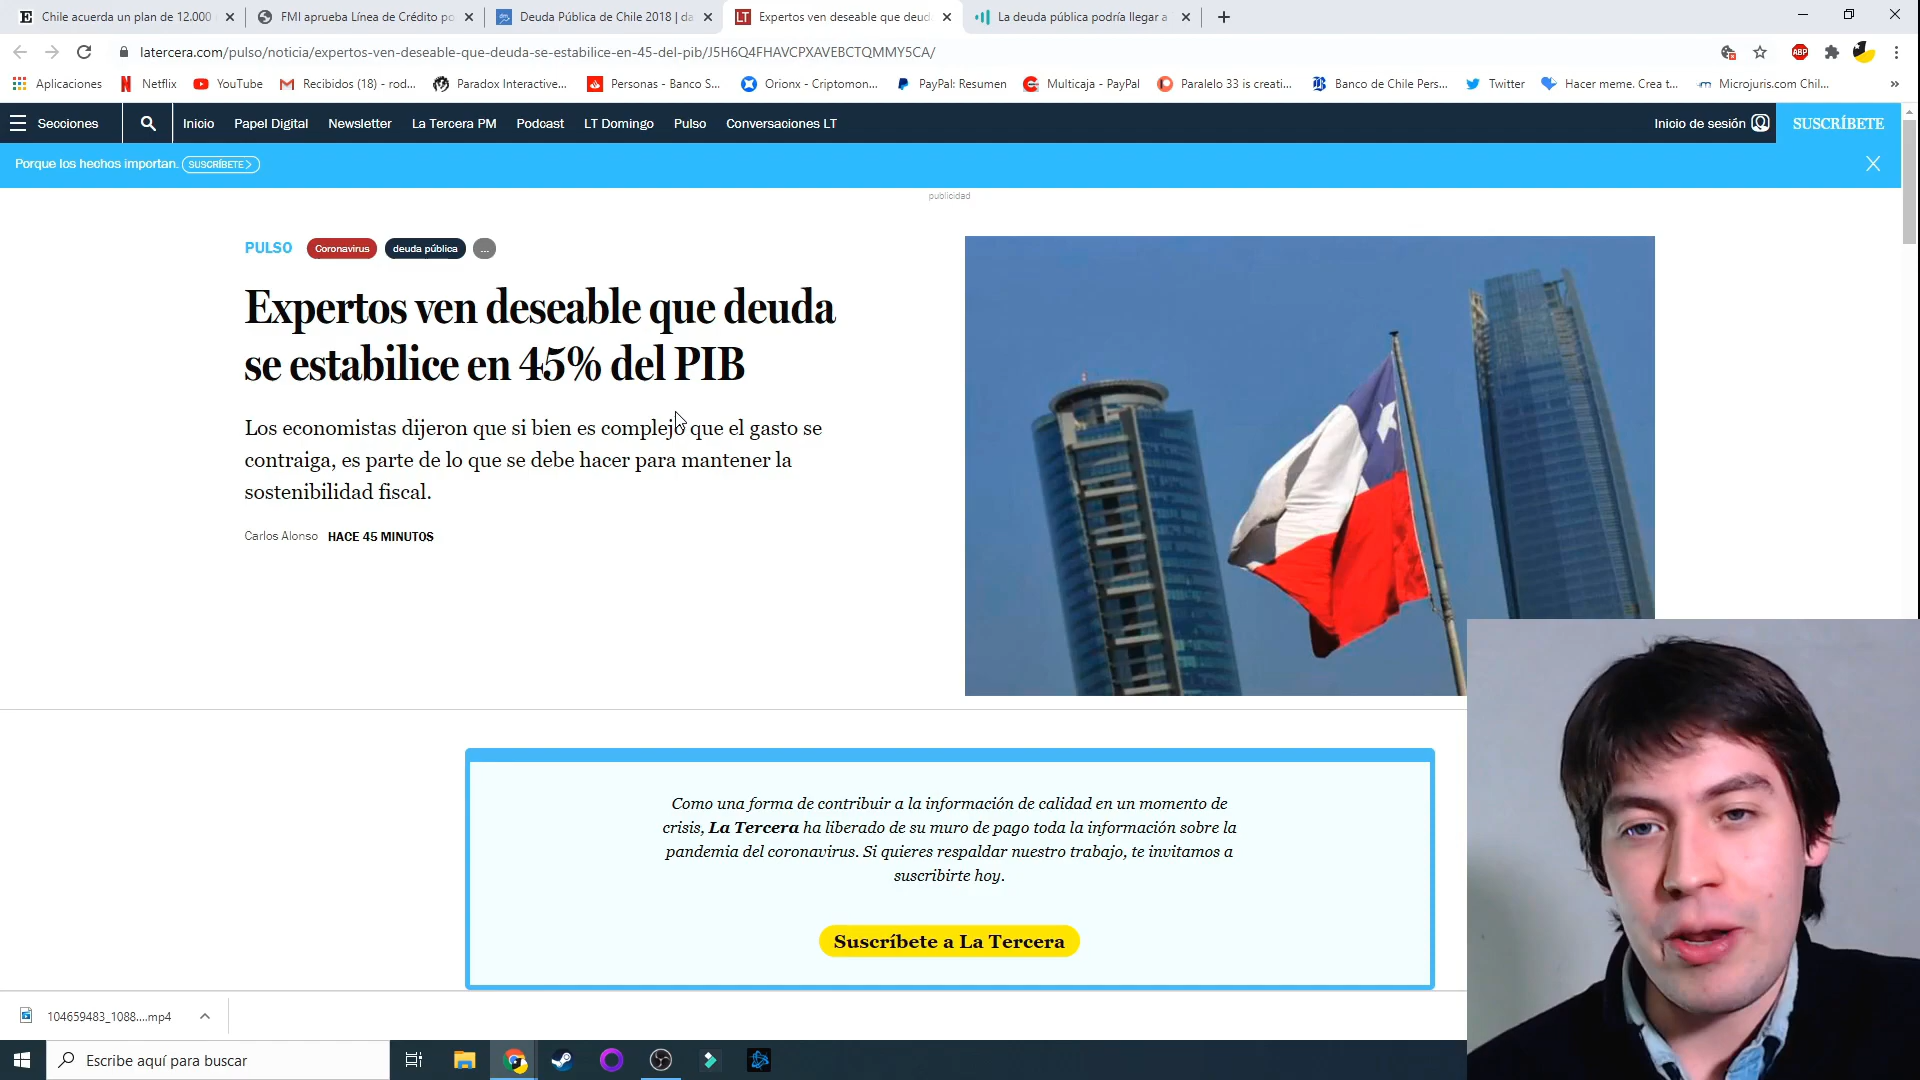 Chile acuerda un plan de 12.000
FMI aprueba Línea de Crédito po
Deuda Pública de Chile 2018 | da
LT Expertos ven deseable que deud
La deuda pública podría llegar a
latercera.com/pulso/noticia/expertos-ven-deseable-que-deuda-se-estabilice-en-45-del-pib/J5H6Q4FHAVCPXAVEBCTQMMY5CA/
ABP
Aplicaciones Netflix YouTube Recibidos (18) - rod... Paradox Interactive... Personas - Banco S... Orionx - Criptomon... PayPal: Resumen Multicaja - PayPal Paralelo 33 is creati... Banco de Chile Pers... Twitter Hacer meme. Crea t... Microjuris.com Chil... »
Secciones Inicio Papel Digital Newsletter La Tercera PM Podcast LT Domingo Pulso Conversaciones LT Inicio de sesión SUSCRÍBETE
Porque los hechos importan. SUSCRÍBETE >
publicidad
PULSO Coronavirus deuda pública ...
Expertos ven deseable que deuda
se estabilice en 45% del PIB
Los economistas dijeron que si bien es complejo que el gasto se
contraiga, es parte de lo que se debe hacer para mantener la
sostenibilidad fiscal.
Carlos Alonso HACE 45 MINUTOS
Como una forma de contribuir a la información de calidad en un momento de
crisis, La Tercera ha liberado de su muro de pago toda la información sobre la
pandemia del coronavirus. Si quieres respaldar nuestro trabajo, te invitamos a
suscribirte hoy.
Suscríbete a La Tercera
104659483_1088....mp4
Escribe aquí para buscar